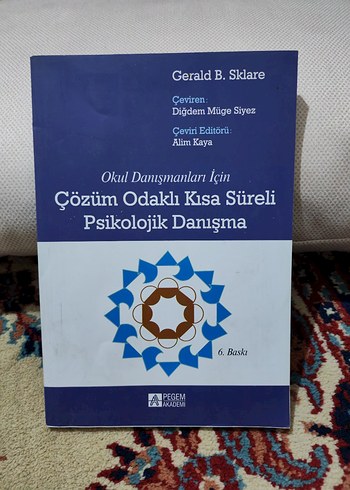 Gerald B. Sklare
Çeviren:
Diğdem Müge Siyez
Çeviri Editörü:
Alim Kaya
Okul Danışmanları İçin
Çözüm Odaklı Kısa Süreli
Psikolojik Danışma
6. Baskı
PEGEM
AKADEMİ